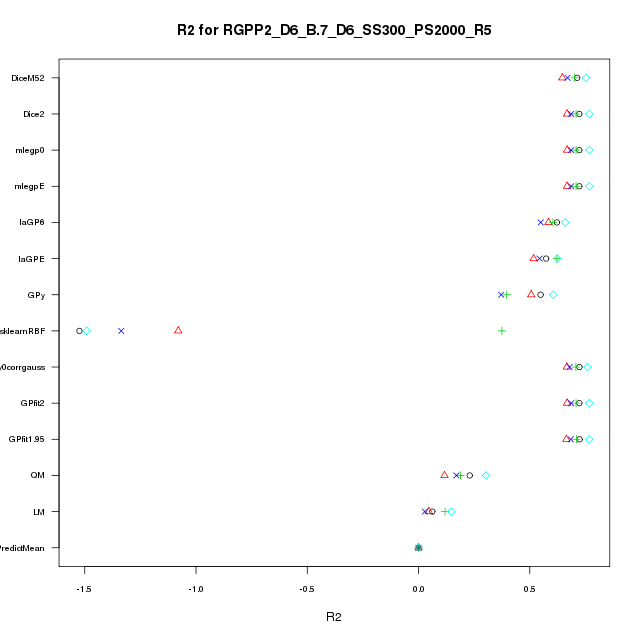 R2 for RGPP2_D6_B.7_D6_SS300_PS2000_R5
DiceM52
Dice2
mlegp0
mlegpE
laGP6
laGPE
GPy
sklearnRBF
y0corrgauss
GPfit2
GPfit1.95
QM
LM
PredictMean
-1.5 -1.0 -0.5 0.0 0.5
R2